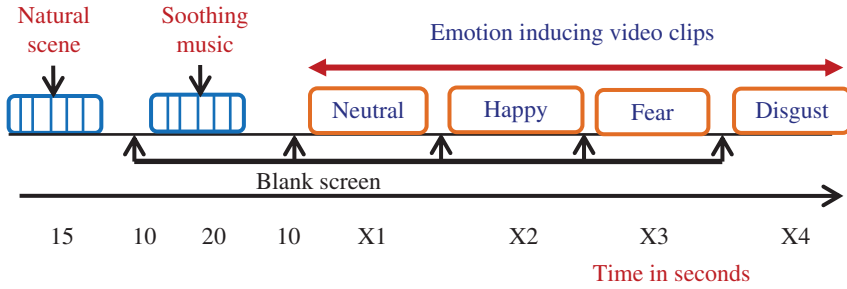 Natural
scene
Soothing
music
Emotion inducing video clips
Neutral
Happy
Fear
Disgust
Blank screen
15 10 20 10 X1 X2 X3 X4
Time in seconds